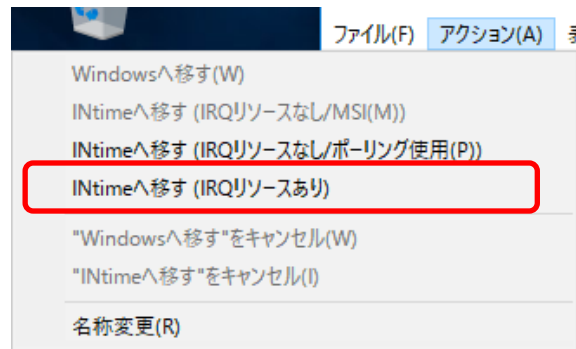 ファイル(F) アクション(A)
Windowsへ移す(W)
INtimeへ移す (IRQリソースなし/MSI(M))
INtimeへ移す (IRQリソースなし/ポーリング使用(P))
INtimeへ移す (IRQリソースあり)
"Windowsへ移す"をキャンセル(W)
"INtimeへ移す"をキャンセル(I)
名称変更(R)